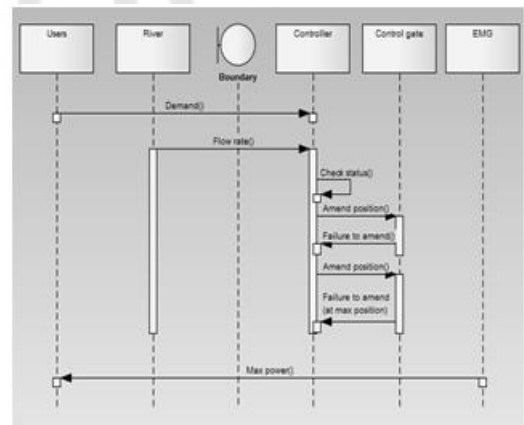 Users
River
Boundary
Controller
Control gate
EMG
Demand()
Flow rate()
Check status()
Amend position()
Failure to amend()
Amend position()
Failure to amend
(at max position)
Max power()